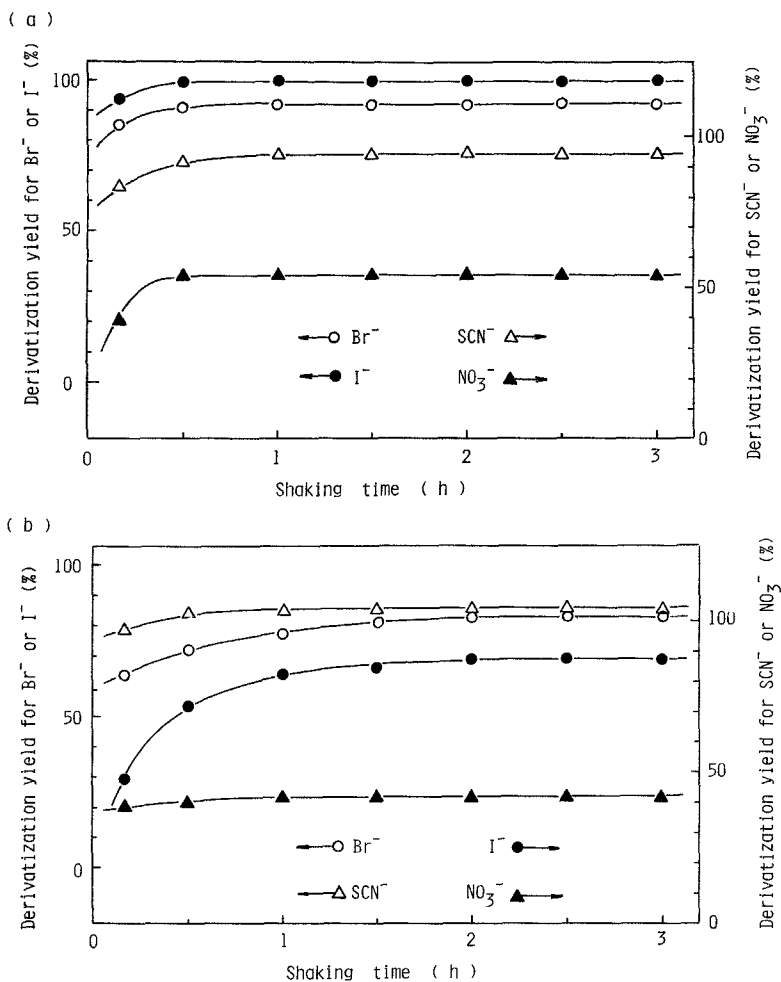 ( a )
Derivatization yield for Br⁻ or I⁻ (%)
100
50
0
Derivatization yield for SCN⁻ or NO₃⁻ (%)
100
50
0
Br⁻
SCN⁻
I⁻
NO₃⁻
0 1 2 3
Shaking time ( h )
( b )
Derivatization yield for Br⁻ or I⁻ (%)
100
50
0
Derivatization yield for SCN⁻ or NO₃⁻ (%)
100
50
0
Br⁻
I⁻
SCN⁻
NO₃⁻
0 1 2 3
Shaking time ( h )